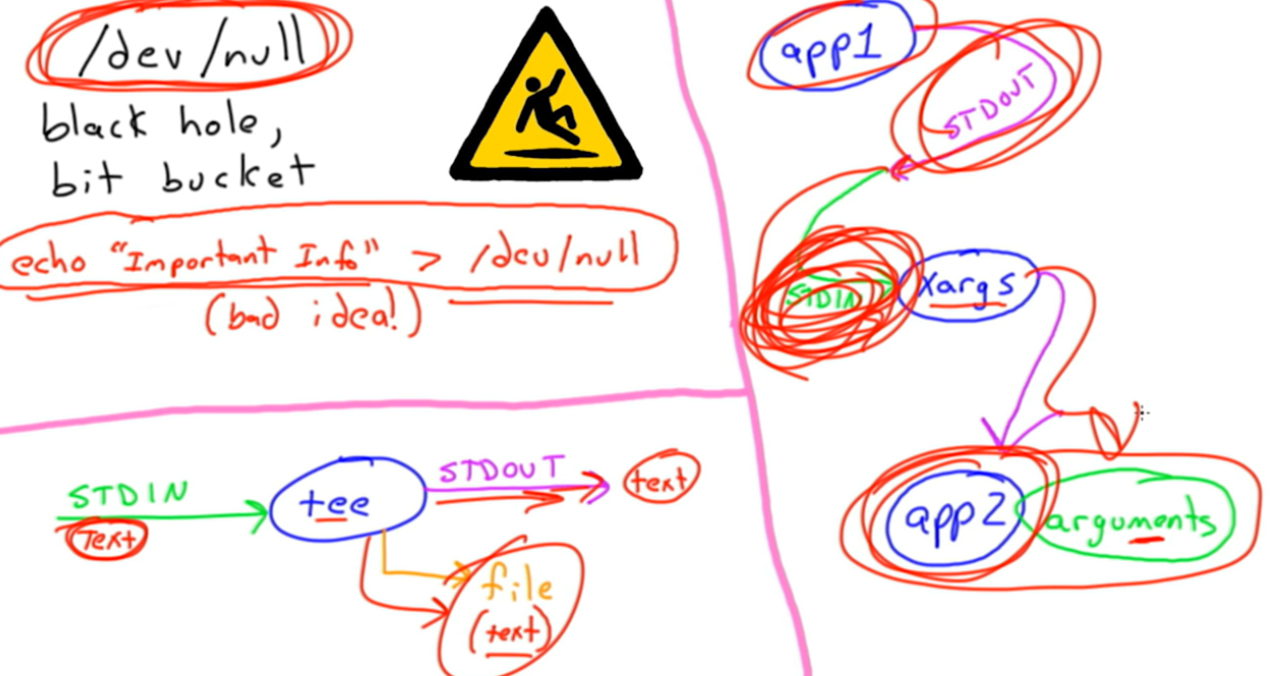 /dev/null
black hole,
bit bucket
echo "Important Info" > /dev/null
(bad idea!)
STDIN
Text
tee
STDOUT
text
file
(text)
app1
STDOUT
STDIN
xargs
app2
arguments